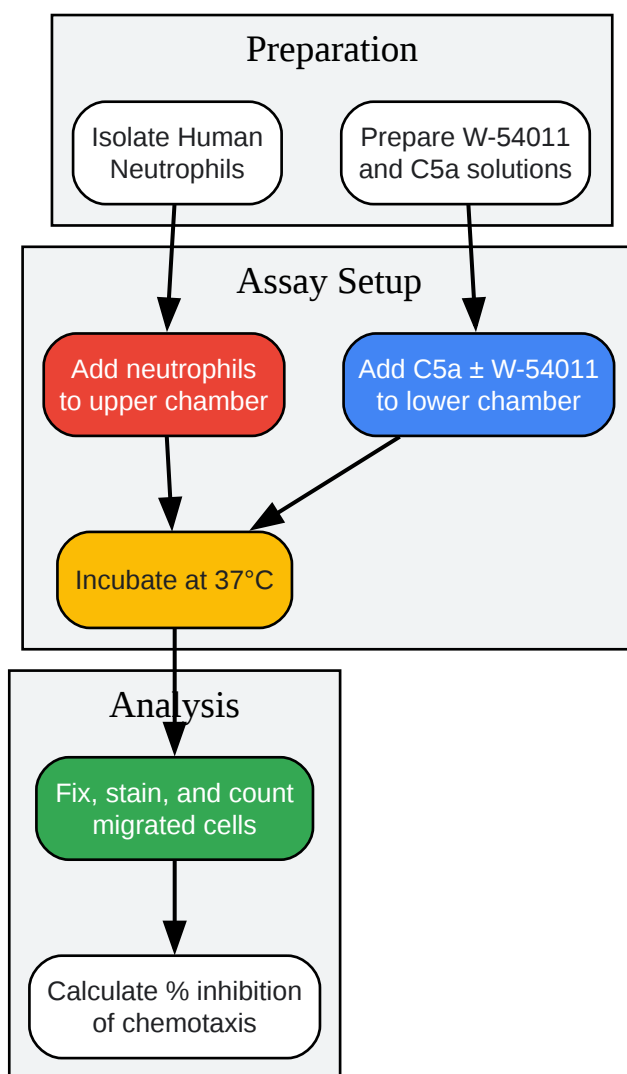 Preparation
Isolate Human
Neutrophils
Prepare W-54011
and C5a solutions
Assay Setup
Add neutrophils
to upper chamber
Add C5a ± W-54011
to lower chamber
Incubate at 37°C
Analysis
Fix, stain, and count
migrated cells
Calculate % inhibition
of chemotaxis